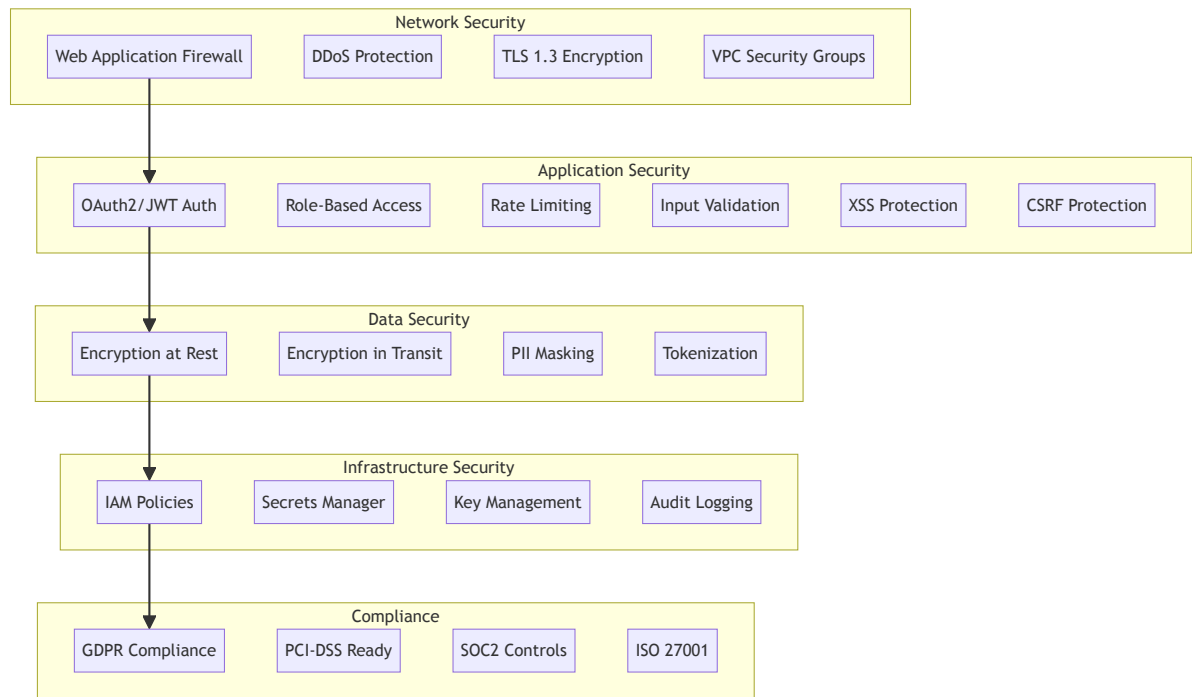 Network Security
Web Application Firewall
DDoS Protection
TLS 1.3 Encryption
VPC Security Groups
Application Security
OAuth2/JWT Auth
Role-Based Access
Rate Limiting
Input Validation
XSS Protection
CSRF Protection
Data Security
Encryption at Rest
Encryption in Transit
PII Masking
Tokenization
Infrastructure Security
IAM Policies
Secrets Manager
Key Management
Audit Logging
Compliance
GDPR Compliance
PCI-DSS Ready
SOC2 Controls
ISO 27001